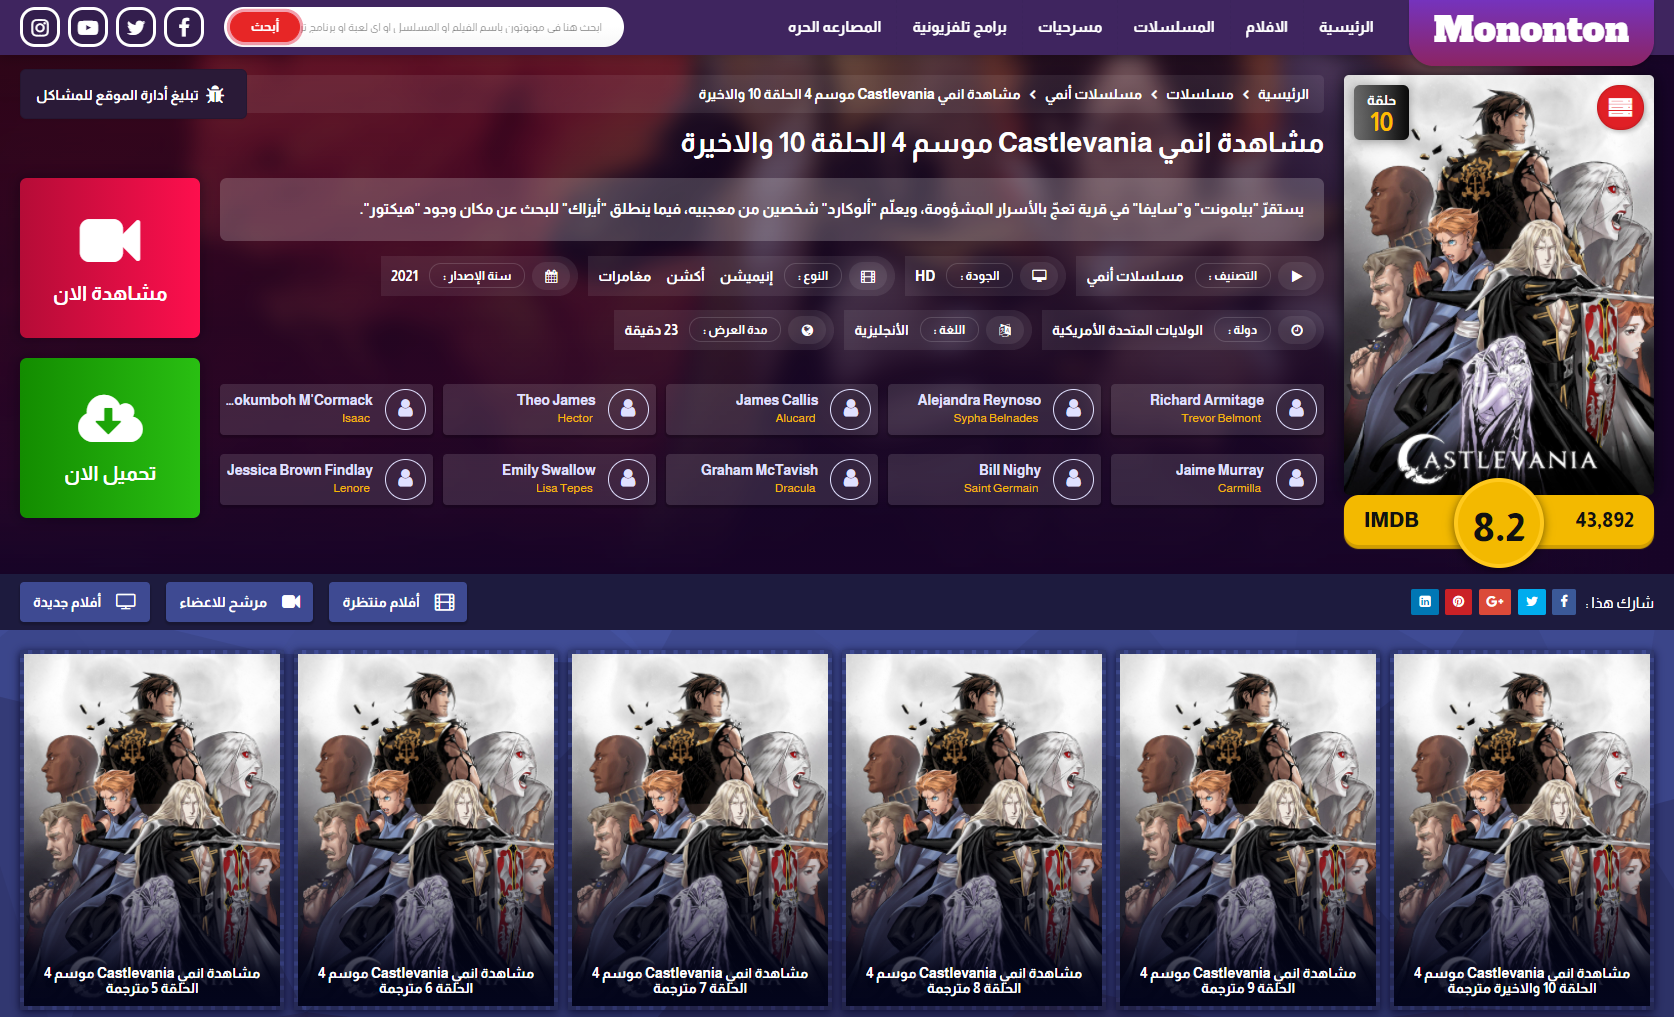 Mononton
الرئيسية
الافلام
المسلسلات
مسرحيات
برامج تلفزيونية
المصارعه الحره
ابحث هنا في مونوتون باسم الفيلم او المسلسل او اي لعبة او برنامج
أبحث
حلقة
10
الرئيسية
مسلسلات
مسلسلات أنمي
مشاهدة انمي Castlevania موسم 4 الحلقة 10 والاخيرة
تبليغ أدارة الموقع للمشاكل
مشاهدة انمي Castlevania موسم 4 الحلقة 10 والاخيرة
يستقرّ "بيلمونت" و"سايفا" في قرية تعجّ بالأسرار المشؤومة، ويعلّم "ألوكارد" شخصين من معجبيه، فيما ينطلق "أيزاك" للبحث عن مكان وجود "هيكتور".
التصنيف :
مسلسلات أنمي
الجودة :
HD
النوع :
إنيميشن أكشن مغامرات
سنة الإصدار :
2021
دولة :
الولايات المتحدة الأمريكية
اللغة :
الأنجليزية
مدة العرض :
23 دقيقة
مشاهدة الان
تحميل الان
Richard Armitage
Trevor Belmont
Alejandra Reynoso
Sypha Belnades
James Callis
Alucard
Theo James
Hector
...okumboh M'Cormack
Isaac
Jaime Murray
Carmilla
Bill Nighy
Saint Germain
Graham McTavish
Dracula
Emily Swallow
Lisa Tepes
Jessica Brown Findlay
Lenore
CASTLEVANIA
43,892
8.2
IMDB
شارك هذا :
أفلام منتظرة
مرشح للاعضاء
أفلام جديدة
مشاهدة انمي Castlevania موسم 4
الحلقة 10 والاخيرة مترجمة
مشاهدة انمي Castlevania موسم 4
الحلقة 9 مترجمة
مشاهدة انمي Castlevania موسم 4
الحلقة 8 مترجمة
مشاهدة انمي Castlevania موسم 4
الحلقة 7 مترجمة
مشاهدة انمي Castlevania موسم 4
الحلقة 6 مترجمة
مشاهدة انمي Castlevania موسم 4
الحلقة 5 مترجمة